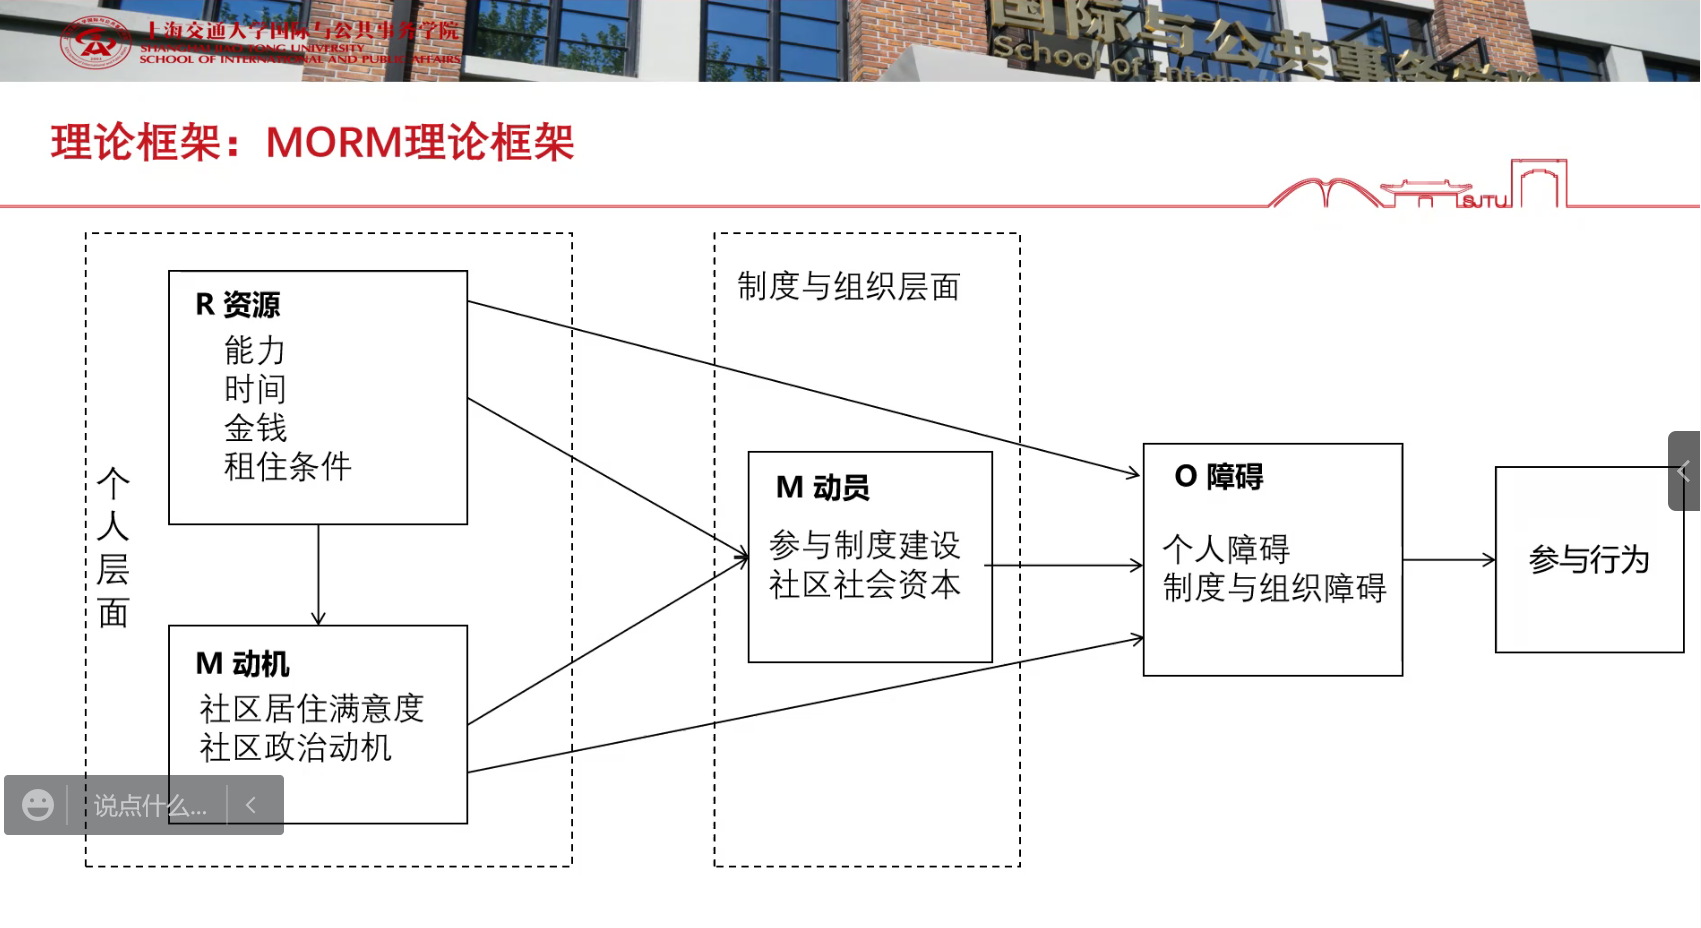 上海交通大学国际与公共事务学院
SHANGHAI JIAO TONG UNIVERSITY
SCHOOL OF INTERNATIONAL AND PUBLIC AFFAIRS
国际与公共事务学院
School of Interna
理论框架：MORM理论框架
SJTU
个人层面
R 资源
能力
时间
金钱
租住条件
M 动机
社区居住满意度
社区政治动机
制度与组织层面
M 动员
参与制度建设
社区社会资本
O 障碍
个人障碍
制度与组织障碍
参与行为
说点什么...